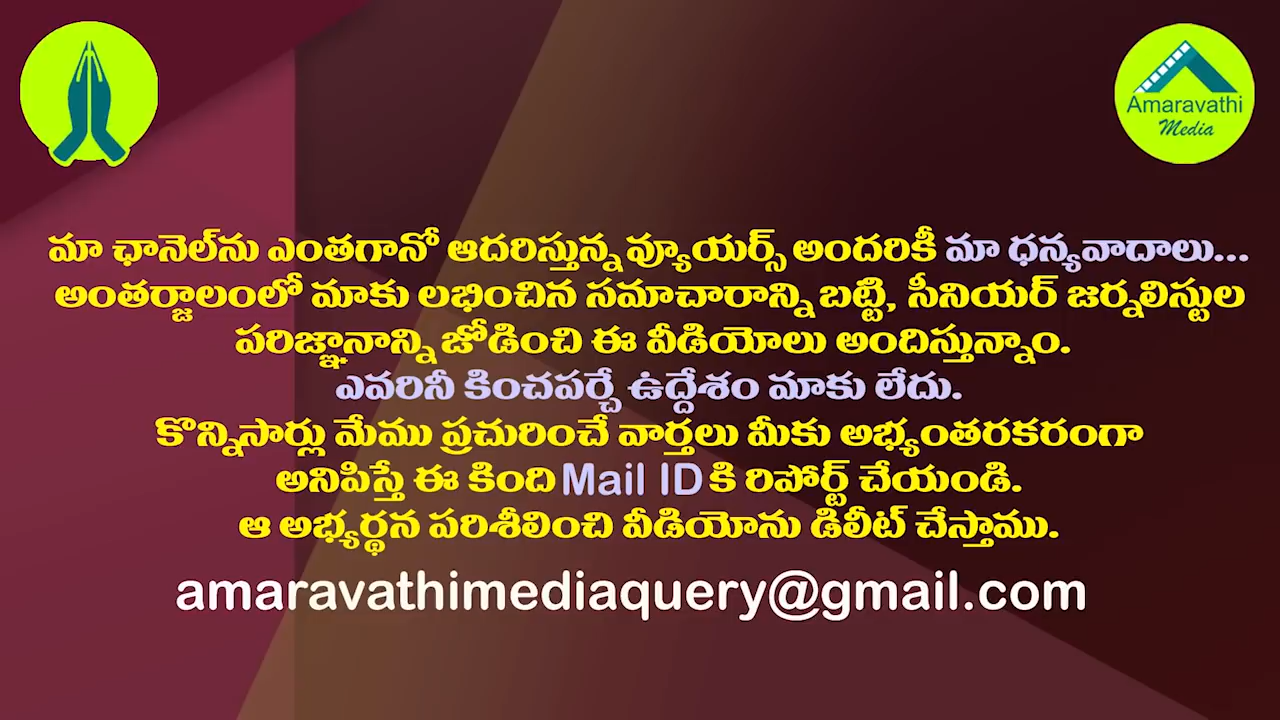 Amaravathi
Media
మా ఛానెల్‌ను ఎంతగానో ఆదరిస్తున్న వ్యూయర్స్ అందరికీ మా ధన్యవాదాలు...
అంతర్జాలంలో మాకు లభించిన సమాచారాన్ని బట్టి, సీనియర్ జర్నలిస్టుల
పరిజ్ఞానాన్ని జోడించి ఈ వీడియోలు అందిస్తున్నాం.
ఎవరినీ కించపర్చే ఉద్దేశం మాకు లేదు.
కొన్నిసార్లు మేము ప్రచురించే వార్తలు మీకు అభ్యంతరకరంగా
అనిపిస్తే ఈ కింది Mail ID కి రిపోర్ట్ చేయండి.
ఆ అభ్యర్థన పరిశీలించి వీడియోను డిలీట్ చేస్తాము.
amaravathimediaquery@gmail.com